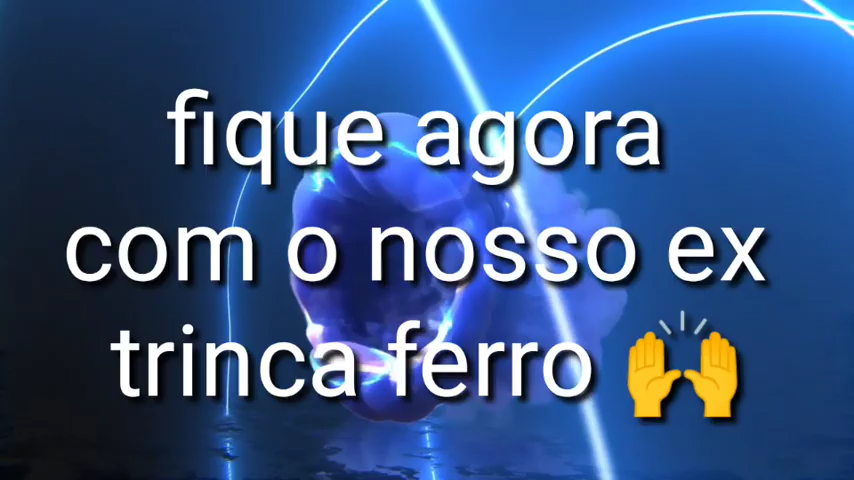 fique agora
com o nosso ex
trinca ferro 🙌